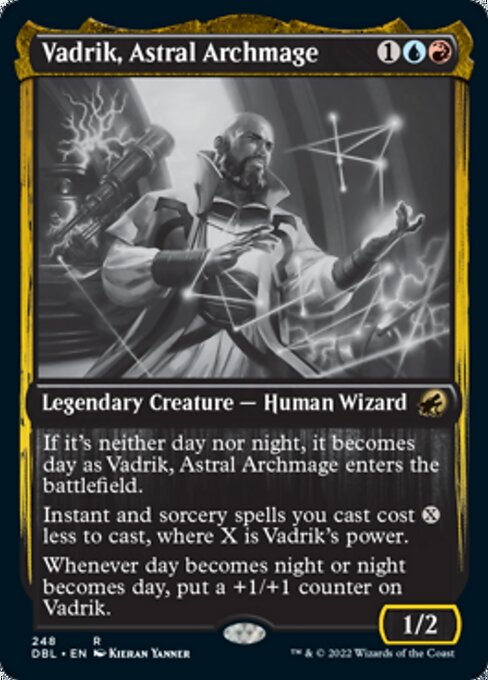 Vadrik, Astral Archmage 1
Legendary Creature — Human Wizard
If it's neither day nor night, it becomes
day as Vadrik, Astral Archmage enters the
battlefield.
Instant and sorcery spells you cast cost X
less to cast, where X is Vadrik's power.
Whenever day becomes night or night
becomes day, put a +1/+1 counter on
Vadrik.
1/2
248 R
DBL • EN Kieran Yanner
™ & © 2022 Wizards of the Coast